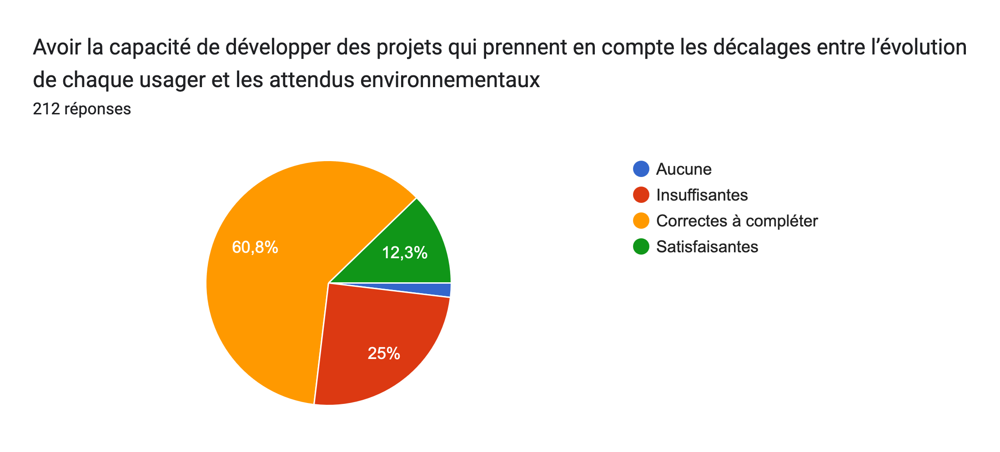 Avoir la capacité de développer des projets qui prennent en compte les décalages entre l’évolution
de chaque usager et les attendus environnementaux
212 réponses
Aucune
Insuffisantes
Correctes à compléter
Satisfaisantes
60,8%
12,3%
25%